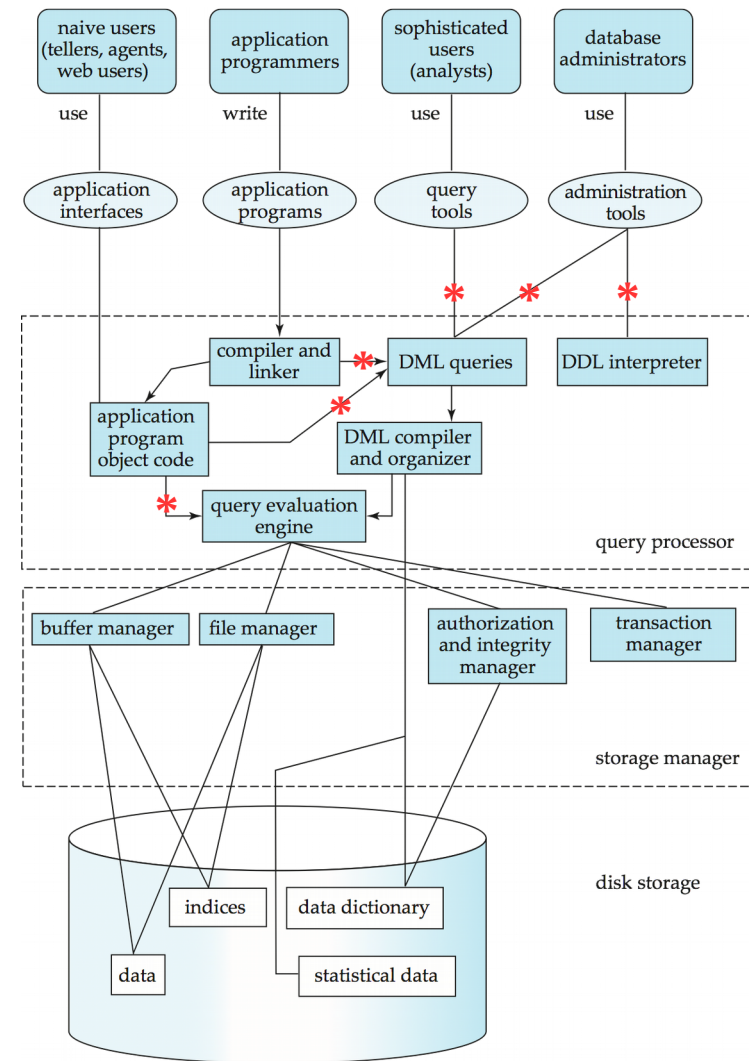 naive users
(tellers, agents,
web users)
application
programmers
sophisticated
users
(analysts)
database
administrators
use
write
use
use
application
interfaces
application
programs
query
tools
administration
tools
compiler and
linker
DML queries
DDL interpreter
application
program
object code
DML compiler
and organizer
query evaluation
engine
query processor
buffer manager
file manager
authorization
and integrity
manager
transaction
manager
storage manager
disk storage
indices
data dictionary
data
statistical data